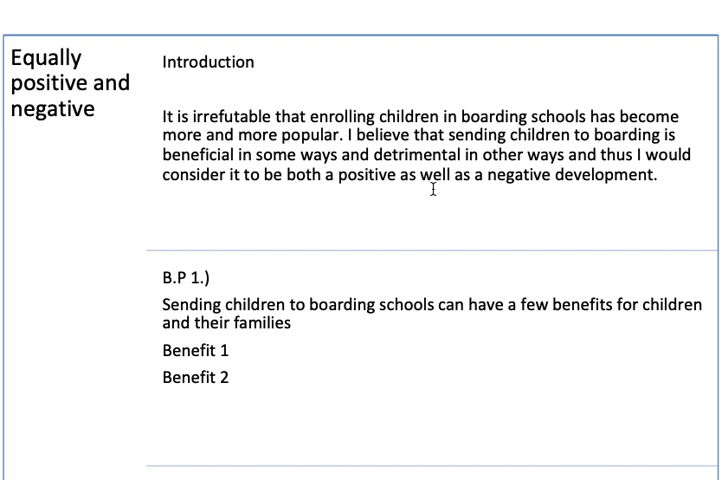 Equally
positive and
negative
Introduction
It is irrefutable that enrolling children in boarding schools has become
more and more popular. I believe that sending children to boarding is
beneficial in some ways and detrimental in other ways and thus I would
consider it to be both a positive as well as a negative development.
B.P 1.)
Sending children to boarding schools can have a few benefits for children
and their families
Benefit 1
Benefit 2